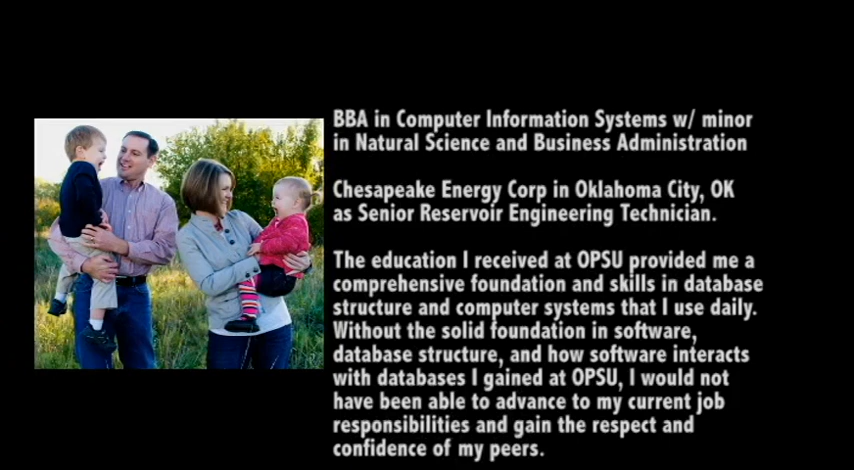 BBA in Computer Information Systems w/ minor
in Natural Science and Business Administration
Chesapeake Energy Corp in Oklahoma City, OK
as Senior Reservoir Engineering Technician.
The education I received at OPSU provided me a
comprehensive foundation and skills in database
structure and computer systems that I use daily.
Without the solid foundation in software,
database structure, and how software interacts
with databases I gained at OPSU, I would not
have been able to advance to my current job
responsibilities and gain the respect and
confidence of my peers.